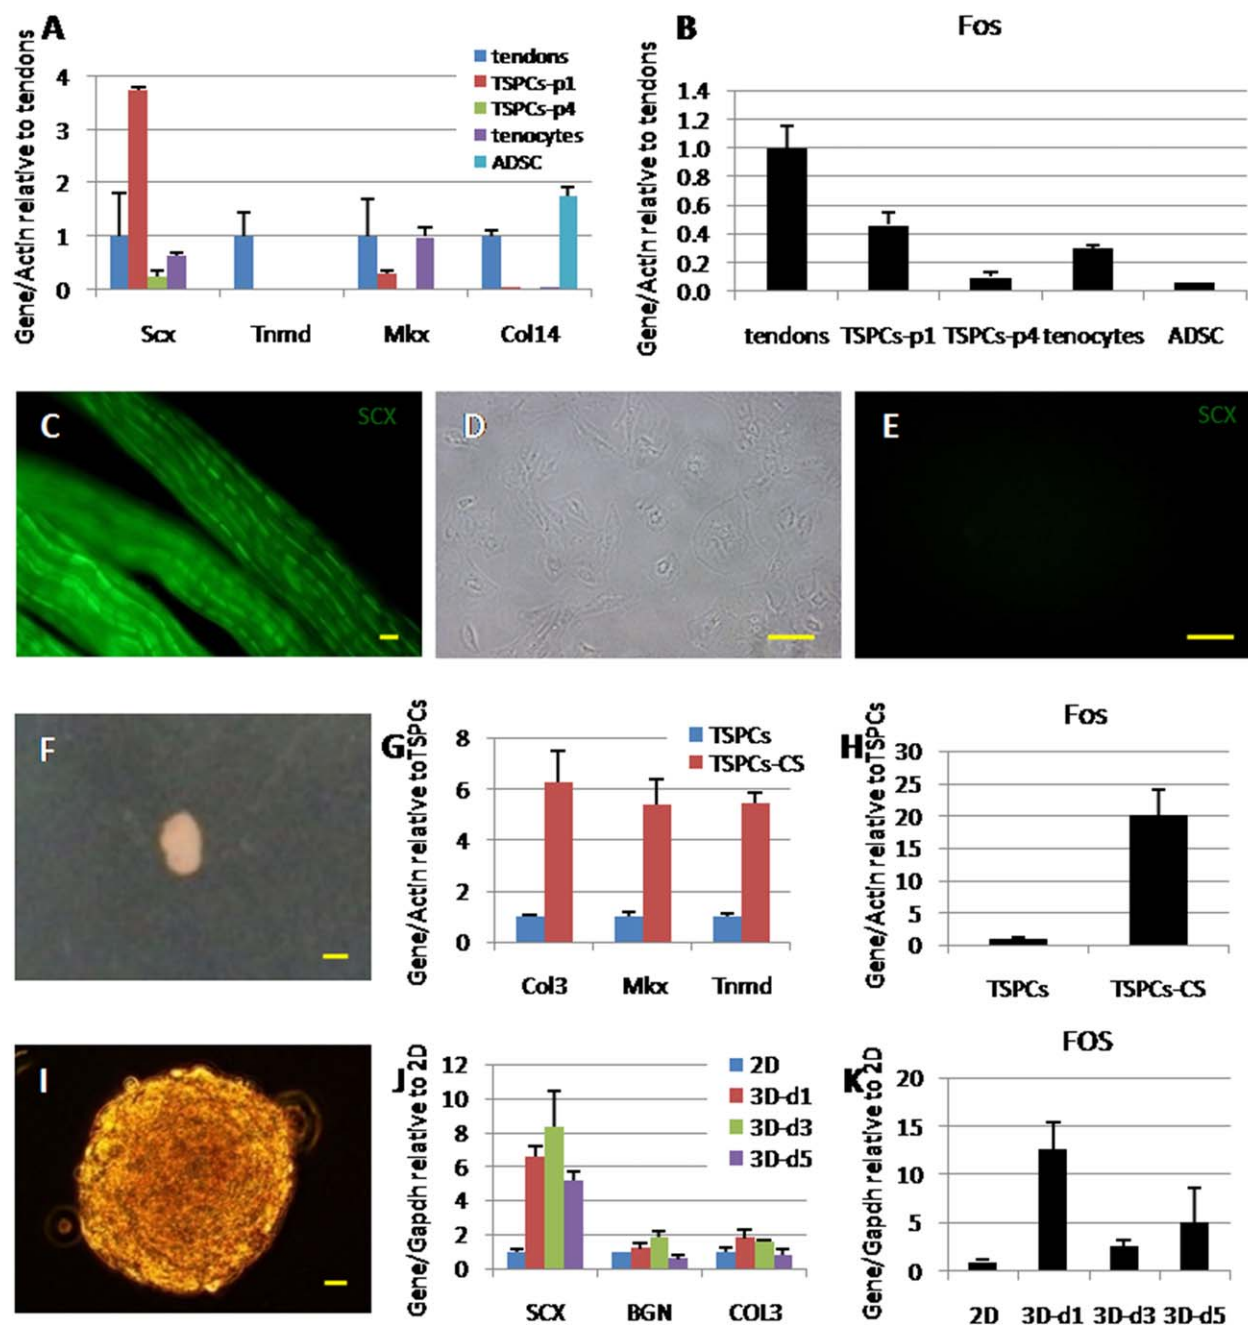 A
Gene/Actin relative to tendons
4
3
2
1
0
Scx Tnmd Mkx Col14
tendons
TSPCs-p1
TSPCs-p4
tenocytes
ADSC
B
Fos
Gene/Actin relative to tendons
1.4
1.2
1.0
0.8
0.6
0.4
0.2
0.0
tendons TSPCs-p1 TSPCs-p4 tenocytes ADSC
C SCX
D
E SCX
F
G
Gene/Actin relative toTSPCs
8
6
4
2
0
Col3 Mkx Tnmd
TSPCs
TSPCs-CS
H
Fos
Gene/Actin relative toTSPCs
30
25
20
15
10
5
0
TSPCs TSPCs-CS
I
J
Gene/Gapdh relative to 2D
12
10
8
6
4
2
0
SCX BGN COL3
2D
3D-d1
3D-d3
3D-d5
K
FOS
Gene/Gapdh relative to 2D
20
15
10
5
0
2D 3D-d1 3D-d3 3D-d5